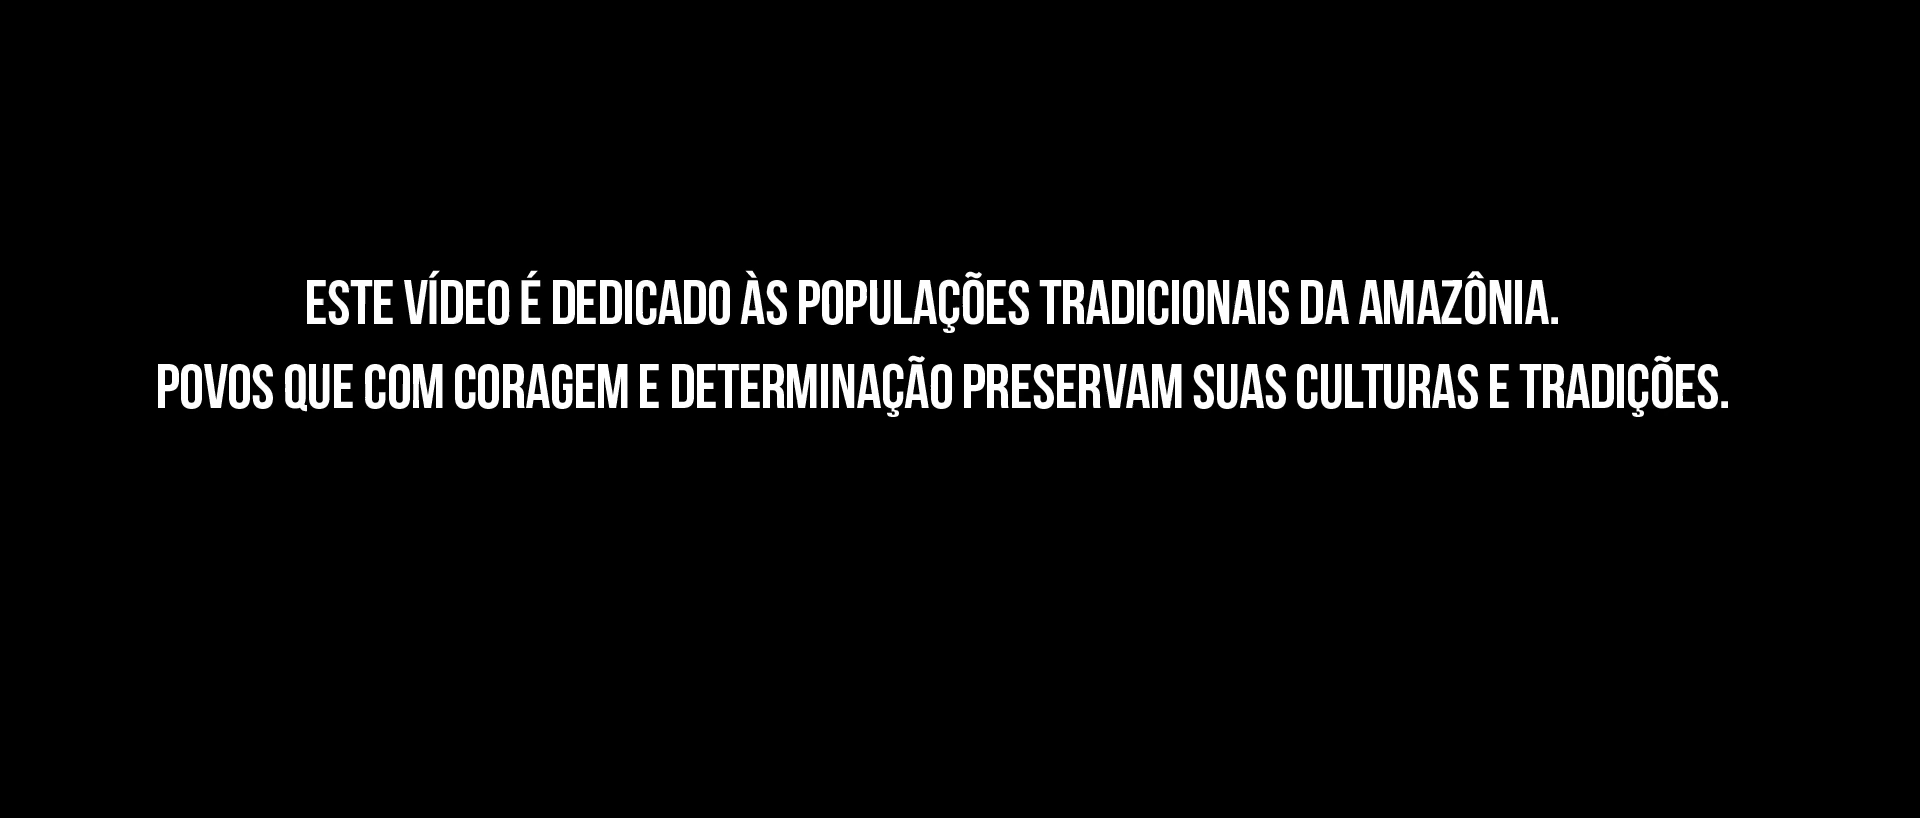 ESTE VÍDEO É DEDICADO ÀS POPULAÇÕES TRADICIONAIS DA AMAZÔNIA.
POVOS QUE COM CORAGEM E DETERMINAÇÃO PRESERVAM SUAS CULTURAS E TRADIÇÕES.